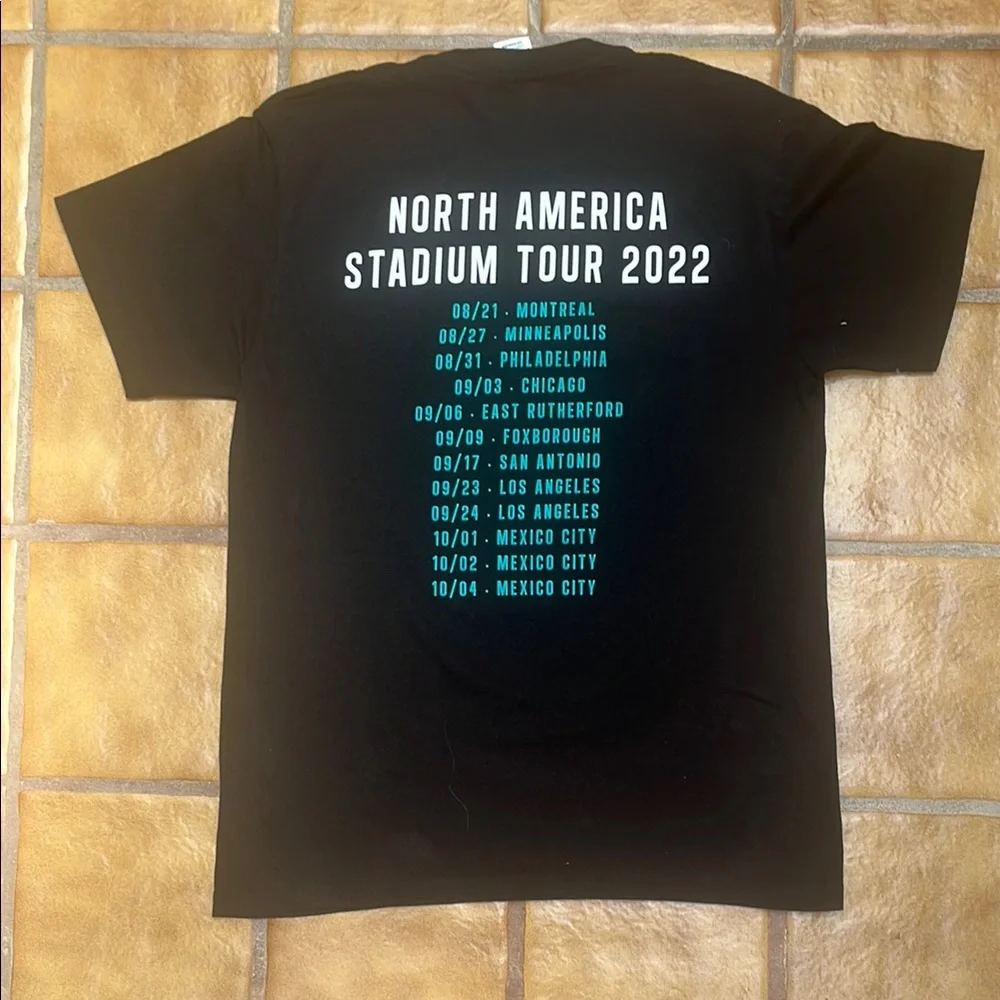 NORTH AMERICA
STADIUM TOUR 2022
08/21 · MONTREAL
08/27 · MINNEAPOLIS
08/31 · PHILADELPHIA
09/03 · CHICAGO
09/06 · EAST RUTHERFORD
09/09 · FOXBOROUGH
09/17 · SAN ANTONIO
09/23 · LOS ANGELES
09/24 · LOS ANGELES
10/01 · MEXICO CITY
10/02 · MEXICO CITY
10/04 · MEXICO CITY